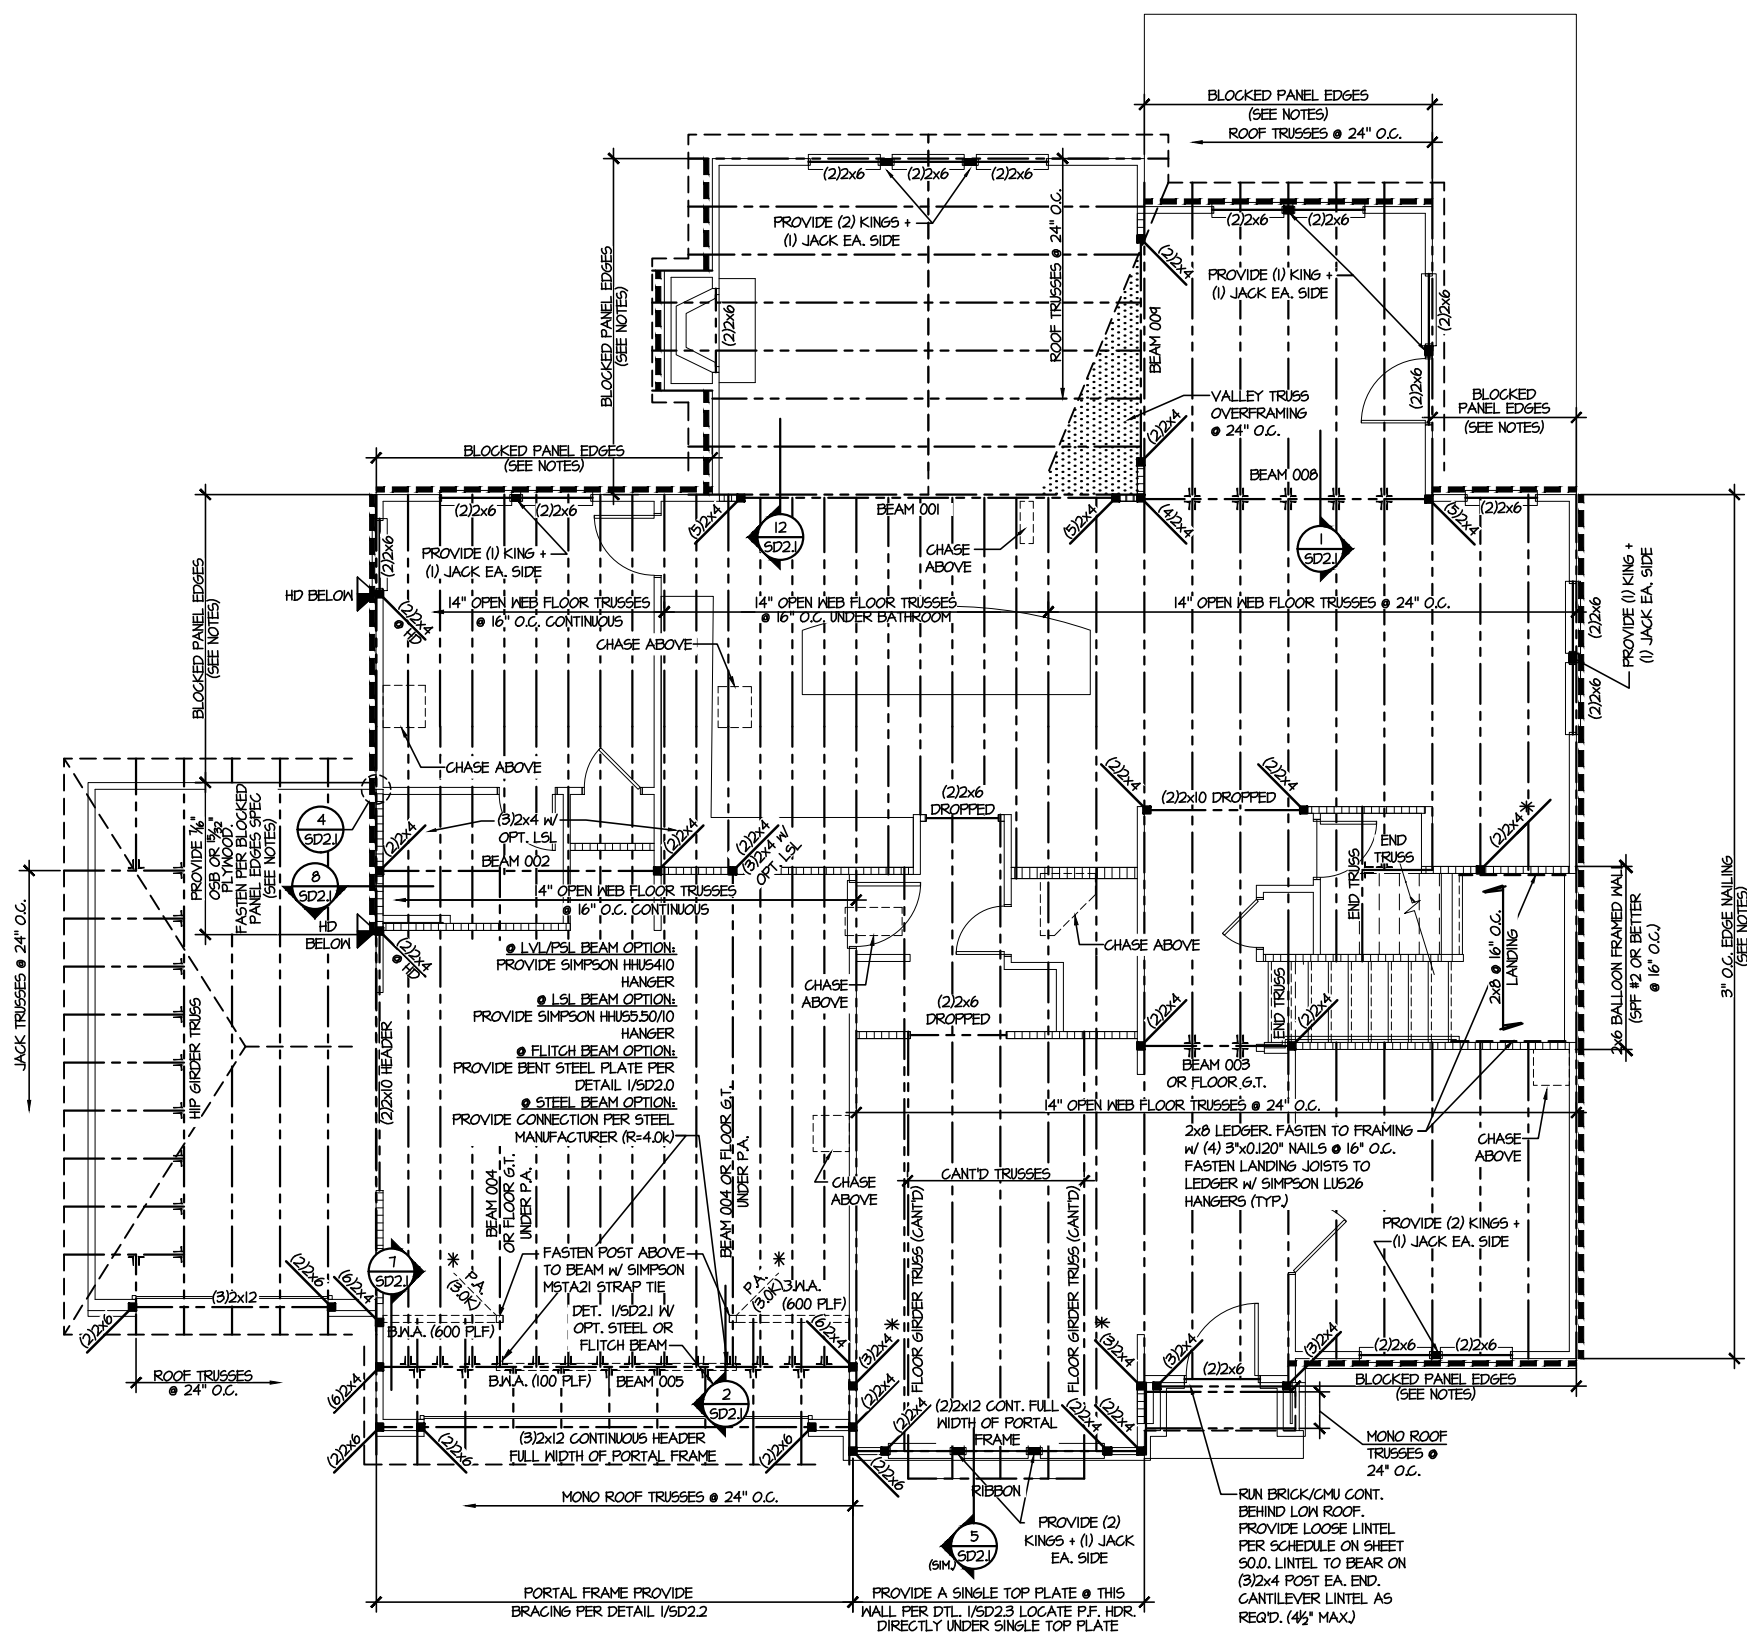 BLOCKED PANEL EDGES
(SEE NOTES)
ROOF TRUSSES @ 24" O.C.
(2)2x6
(2)2x6
(2)2x6
PROVIDE (2) KINGS +
(1) JACK EA. SIDE
ROOF TRUSSES @ 24" O.C.
(2)2x6
(2)2x6
(2)2x4
PROVIDE (1) KING +
(1) JACK EA. SIDE
(2)2x6
BLOCKED PANEL EDGES
(SEE NOTES)
(2)2x6
BEAM 009
(2)2x6
VALLEY TRUSS
OVERFRAMING
@ 24" O.C.
BLOCKED
PANEL EDGES
(SEE NOTES)
(2)2x4
BLOCKED PANEL EDGES
(SEE NOTES)
BEAM 008
(2)2x6
(2)2x6
(5)2x4
BEAM 001
(5)2x4
(4)2x4
(5)2x4
(2)2x6
12
SD2.1
1
SD2.1
CHASE
ABOVE
(2)2x6
PROVIDE (1) KING +
(1) JACK EA. SIDE
BLOCKED PANEL EDGES
(SEE NOTES)
HD BELOW
(2)2x4
@ HD
14" OPEN WEB FLOOR TRUSSES
@ 16" O.C. CONTINUOUS
14" OPEN WEB FLOOR TRUSSES
@ 16" O.C. UNDER BATHROOM
14" OPEN WEB FLOOR TRUSSES @ 24" O.C.
(2)2x6
(2)2x6
PROVIDE (1) KING +
(1) JACK EA. SIDE
CHASE ABOVE
CHASE ABOVE
(2)2x6
DROPPED
(2)2x4
(2)2x10 DROPPED
(2)2x4
PROVIDE 7/16"
OSB OR 15/32"
PLYWOOD.
FASTEN PER BLOCKED
PANEL EDGES SPEC
(SEE NOTES)
4
SD2.1
8
SD2.1
(2)2x4
(3)2x4 W/
OPT. LSL
(2)2x4
(2)2x4
(3)2x4 W/
OPT. LSL
BEAM 002
END
TRUSS
END TRUSS
(2)2x4 *
4" OPEN WEB FLOOR TRUSSES
@ 16" O.C. CONTINUOUS
JACK TRUSSES @ 24" O.C.
HD
BELOW
(2)2x4
@ HD
@ LVL/PSL BEAM OPTION:
PROVIDE SIMPSON HHUS410
HANGER
@ LSL BEAM OPTION:
PROVIDE SIMPSON HHUS5.50/10
HANGER
@ FLITCH BEAM OPTION:
PROVIDE BENT STEEL PLATE PER
DETAIL 1/SD2.0
@ STEEL BEAM OPTION:
PROVIDE CONNECTION PER STEEL
MANUFACTURER (R=4.0k)
CHASE
ABOVE
CHASE ABOVE
(2)2x6
DROPPED
2x8 @ 16" O.C.
LANDING
2x6 BALLOON FRAMED WALL
(SPF #2 OR BETTER
@ 16" O.C.)
3" O.C. EDGE NAILING
(SEE NOTES)
HIP GIRDER TRUSS
(2)2x10 HEADER
(2)2x4
END TRUSS
(2)2x4
BEAM 003
OR FLOOR G.T.
14" OPEN WEB FLOOR TRUSSES @ 24" O.C.
2x8 LEDGER. FASTEN TO FRAMING
W/ (4) 3"x0.120" NAILS @ 16" O.C.
FASTEN LANDING JOISTS TO
LEDGER W/ SIMPSON LUS26
HANGERS (TYP.)
CHASE
ABOVE
BEAM 004
OR FLOOR G.T.
UNDER P.A.
BEAM 004 OR FLOOR G.T.
UNDER P.A.
CHASE
ABOVE
CANT'D TRUSSES
FLOOR GIRDER TRUSS (CANT'D)
FLOOR GIRDER TRUSS (CANT'D)
PROVIDE (2) KINGS +
(1) JACK EA. SIDE
7
SD2.1
*
P.A.
(3.0K)
FASTEN POST ABOVE
TO BEAM W/ SIMPSON
MSTA21 STRAP TIE
*
P.A.
(3.0K)
B.W.A.
(600 PLF)
DET. 1/SD2.1 W/
OPT. STEEL OR
FLITCH BEAM
(3)2x12
(2)2x6
(2)2x6
(6)2x4
B.W.A. (600 PLF)
(6)2x4
*
(3)2x4
*
(3)2x4
(3)2x4
(2)2x6
(3)2x4
(2)2x6
(2)2x6
ROOF TRUSSES
@ 24" O.C.
B.W.A. (100 PLF)
BEAM 005
2
SD2.1
(6)2x4
(2)2x4
BLOCKED PANEL EDGES
(SEE NOTES)
(2)2x6
(2)2x6
(3)2x12 CONTINUOUS HEADER
FULL WIDTH OF PORTAL FRAME
(2)2x6
(2)2x4
(2)2x12 CONT. FULL
WIDTH OF PORTAL
FRAME
(2)2x4
(2)2x4
(2)2x6
MONO ROOF
TRUSSES @
24" O.C.
MONO ROOF TRUSSES @ 24" O.C.
RIBBON
5
SD2.1
(SIM.)
PROVIDE (2)
KINGS + (1) JACK
EA. SIDE
RUN BRICK/CMU CONT.
BEHIND LOW ROOF.
PROVIDE LOOSE LINTEL
PER SCHEDULE ON SHEET
S0.0. LINTEL TO BEAR ON
(3)2x4 POST EA. END.
CANTILEVER LINTEL AS
REQ'D. (4½" MAX.)
PORTAL FRAME PROVIDE
BRACING PER DETAIL 1/SD2.2
PROVIDE A SINGLE TOP PLATE @ THIS
WALL PER DTL. 1/SD2.3 LOCATE P.F. HDR.
DIRECTLY UNDER SINGLE TOP PLATE